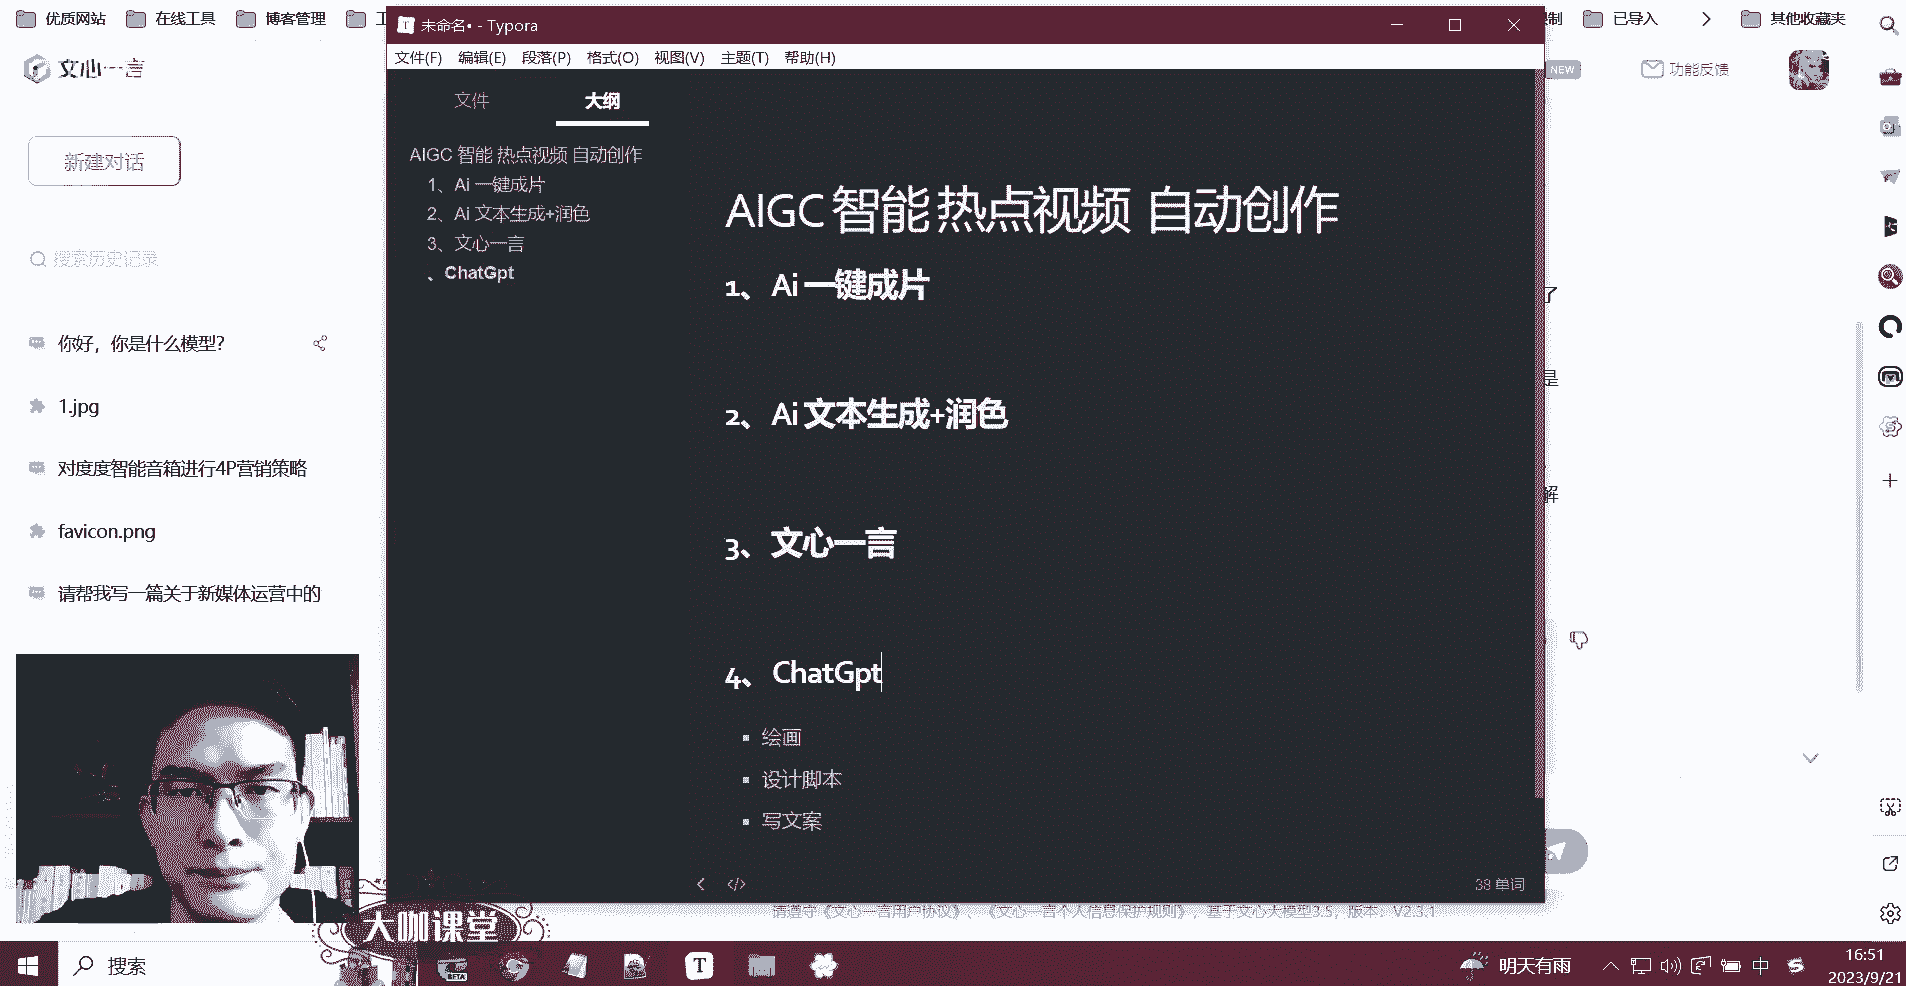 优质网站
在线工具
博客管理
已导入
其他收藏夹
未命名• - Typora
文件(F) 编辑(E) 段落(P) 格式(O) 视图(V) 主题(T) 帮助(H)
文心一言
NEW
功能反馈
新建对话
搜索历史记录
你好，你是什么模型?
1.jpg
对度度智能音箱进行4P营销策略
favicon.png
请帮我写一篇关于新媒体运营中的
文件
大纲
AIGC 智能 热点视频 自动创作
1、Ai 一键成片
2、Ai 文本生成+润色
3、文心一言
、ChatGpt
AIGC 智能 热点视频 自动创作
1、 Ai 一键成片
2、 Ai 文本生成+润色
3、 文心一言
4、 ChatGpt
绘画
设计脚本
写文案
38 单词
了
是
解
请遵守《文心一言用户协议》、《文心一言个人信息保护规则》，基于文心大模型3.5，版本：V2.3.1
大咖课堂
搜索
BETA
明天有雨
中
16:51
2023/9/21